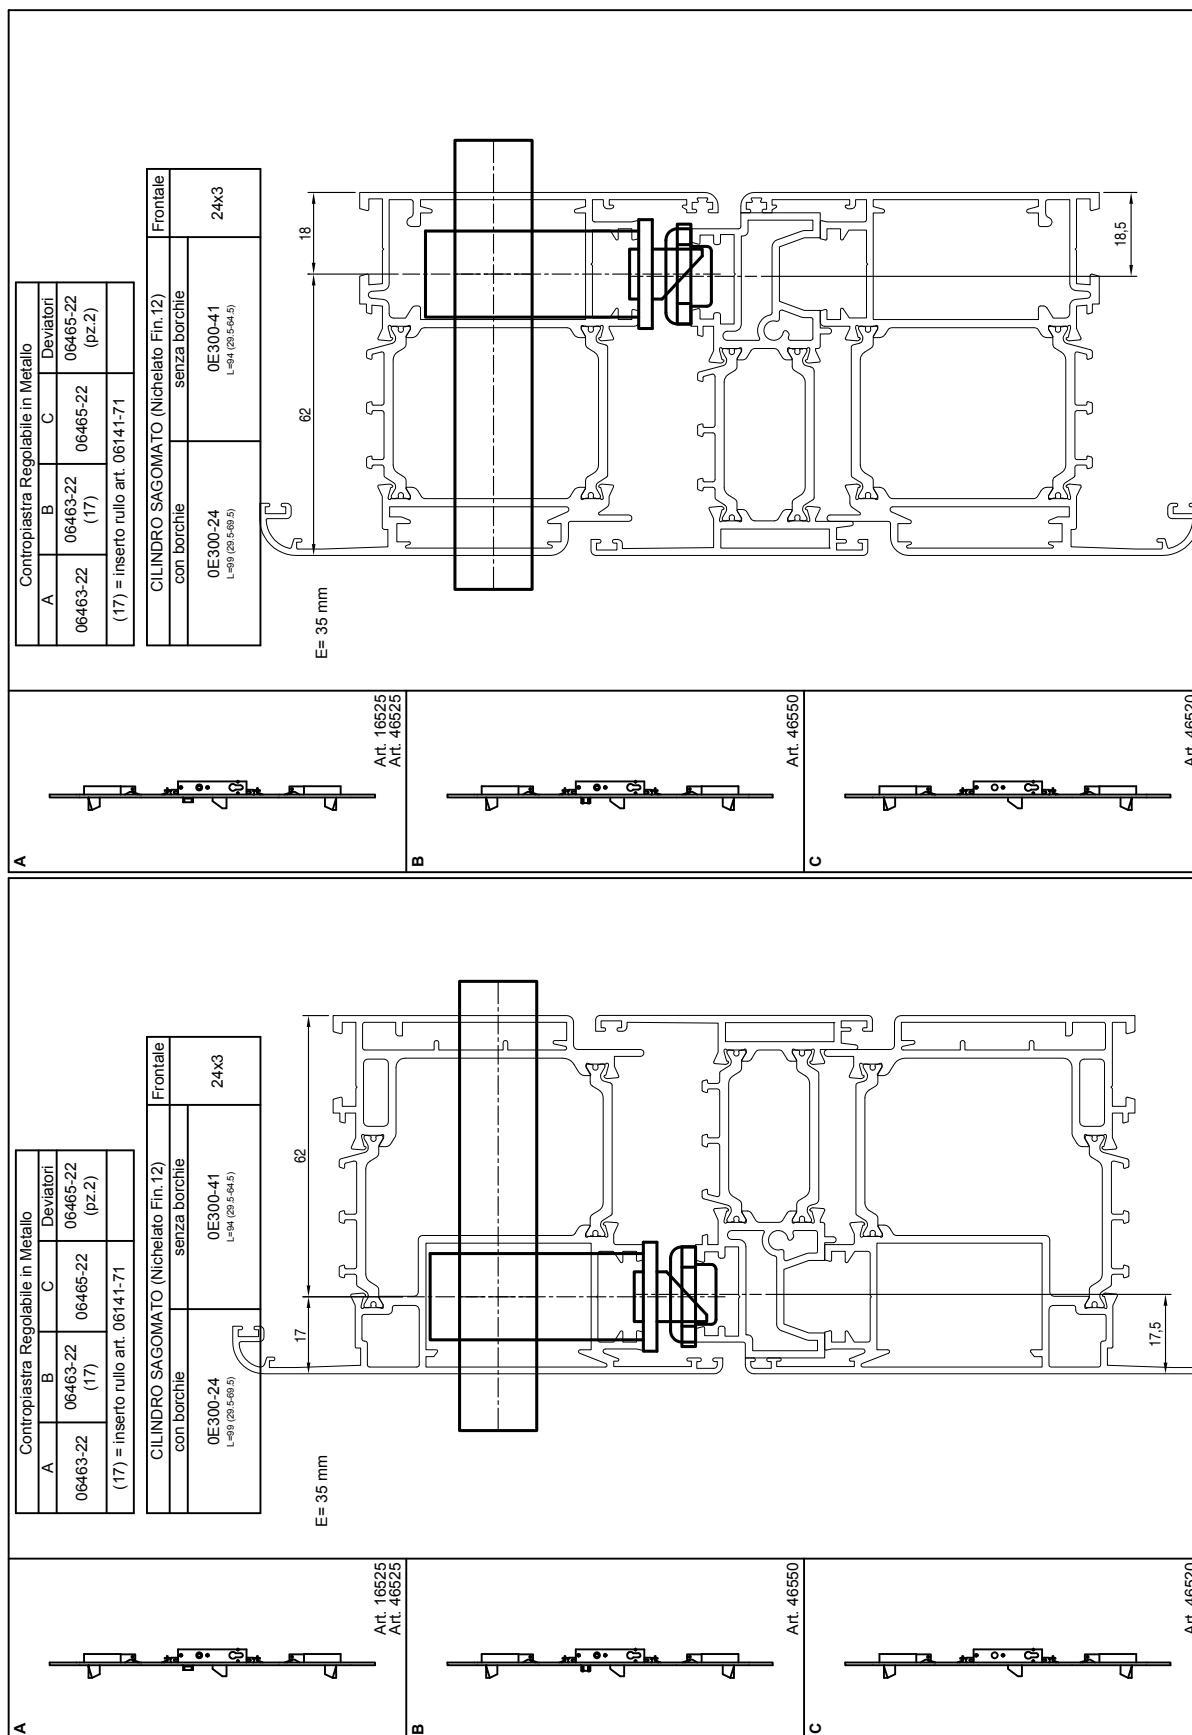 Contropiastra Regolabile in Metallo
A B C Deviatori
06463-22 06463-22 06465-22 06465-22
(17) (pz.2)
(17) = inserto rullo art. 06141-71
CILINDRO SAGOMATO (Nichelato Fin.12) Frontale
con borchie senza borchie
0E300-24 0E300-41 24x3
L=99 (29.5-69.5) L=94 (29.5-64.5)
E= 35 mm
62 17
17,5
A
Art. 16525
Art. 46525
B
Art. 46550
C
Art. 46520
Contropiastra Regolabile in Metallo
A B C Deviatori
06463-22 06463-22 06465-22 06465-22
(17) (pz.2)
(17) = inserto rullo art. 06141-71
CILINDRO SAGOMATO (Nichelato Fin.12) Frontale
con borchie senza borchie
0E300-24 0E300-41 24x3
L=99 (29.5-69.5) L=94 (29.5-64.5)
E= 35 mm
62 18
18,5
A
Art. 16525
Art. 46525
B
Art. 46550
C
Art. 46520